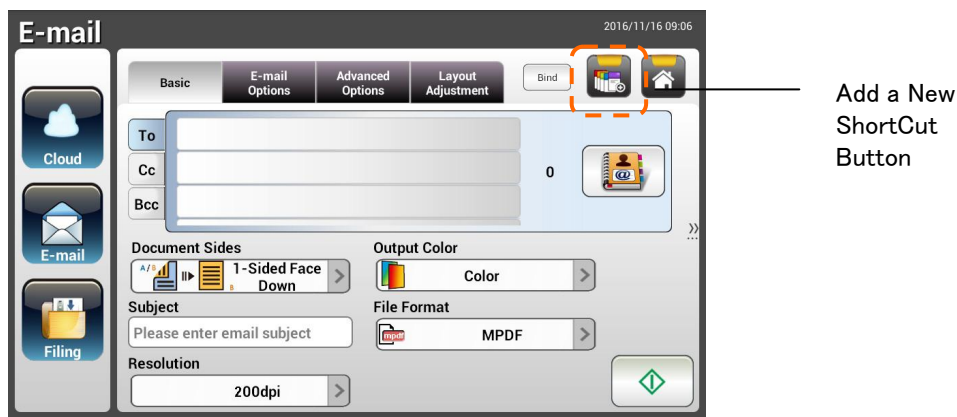 E-mail
2016/11/16 09:06
Basic
E-mail
Options
Advanced
Options
Layout
Adjustment
Bind
Add a New
ShortCut
Button
Cloud
To
Cc
Bcc
0
@
E-mail
Document Sides
Output Color
A/B
B
1-Sided Face
Down
Color
Subject
File Format
Please enter email subject
mpdf
MPDF
Filing
Resolution
200dpi